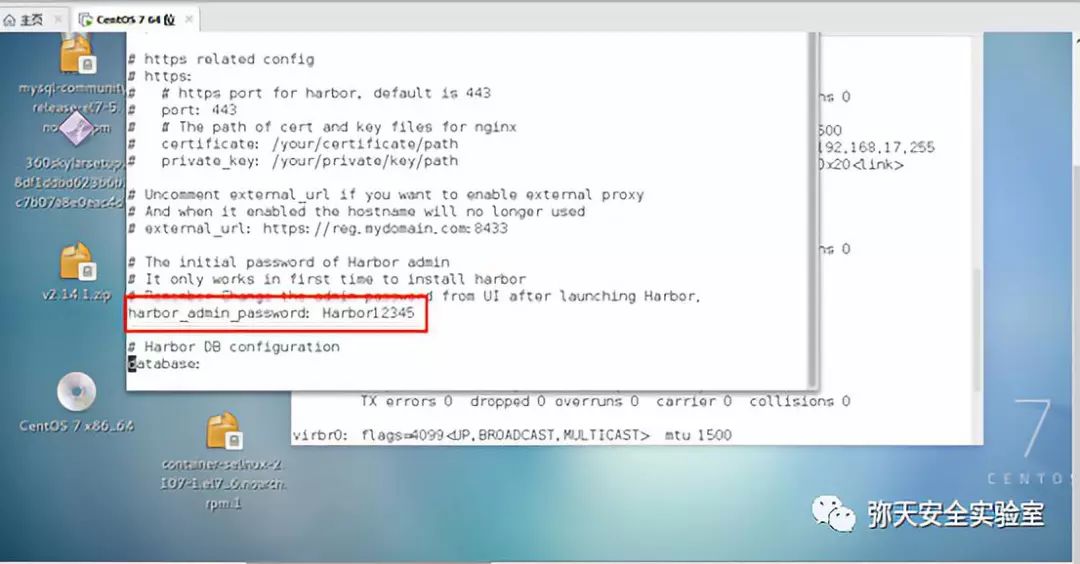 主页
CentOS 7 64 位
# https related config
# https:
#   # https port for harbor, default is 443
#   port: 443
#   # The path of cert and key files for nginx
#   certificate: /your/certificate/path
#   private_key: /your/private/key/path
# Uncomment external_url if you want to enable external proxy
# And when it enabled the hostname will no longer used
# external_url: https://reg.mydomain.com:8433
# The initial password of Harbor admin
# It only works in first time to install harbor
# Remember Change the admin password from UI after launching Harbor.
harbor_admin_password: Harbor12345
# Harbor DB configuration
database:
ns 0
500
192.168.17.255
0x20<link>
ns 0
TX errors 0  dropped 0 overruns 0  carrier 0  collisions 0
virbr0: flags=4099<UP,BROADCAST,MULTICAST>  mtu 1500
mysql-community-
release-el7-5.
360skylarsetup.
v2.14.1.zip
CentOS 7 x86_64
container-selinux-2.
107-1.el7_6.noarch.
rpm.1
7
CENTOS
弥天安全实验室